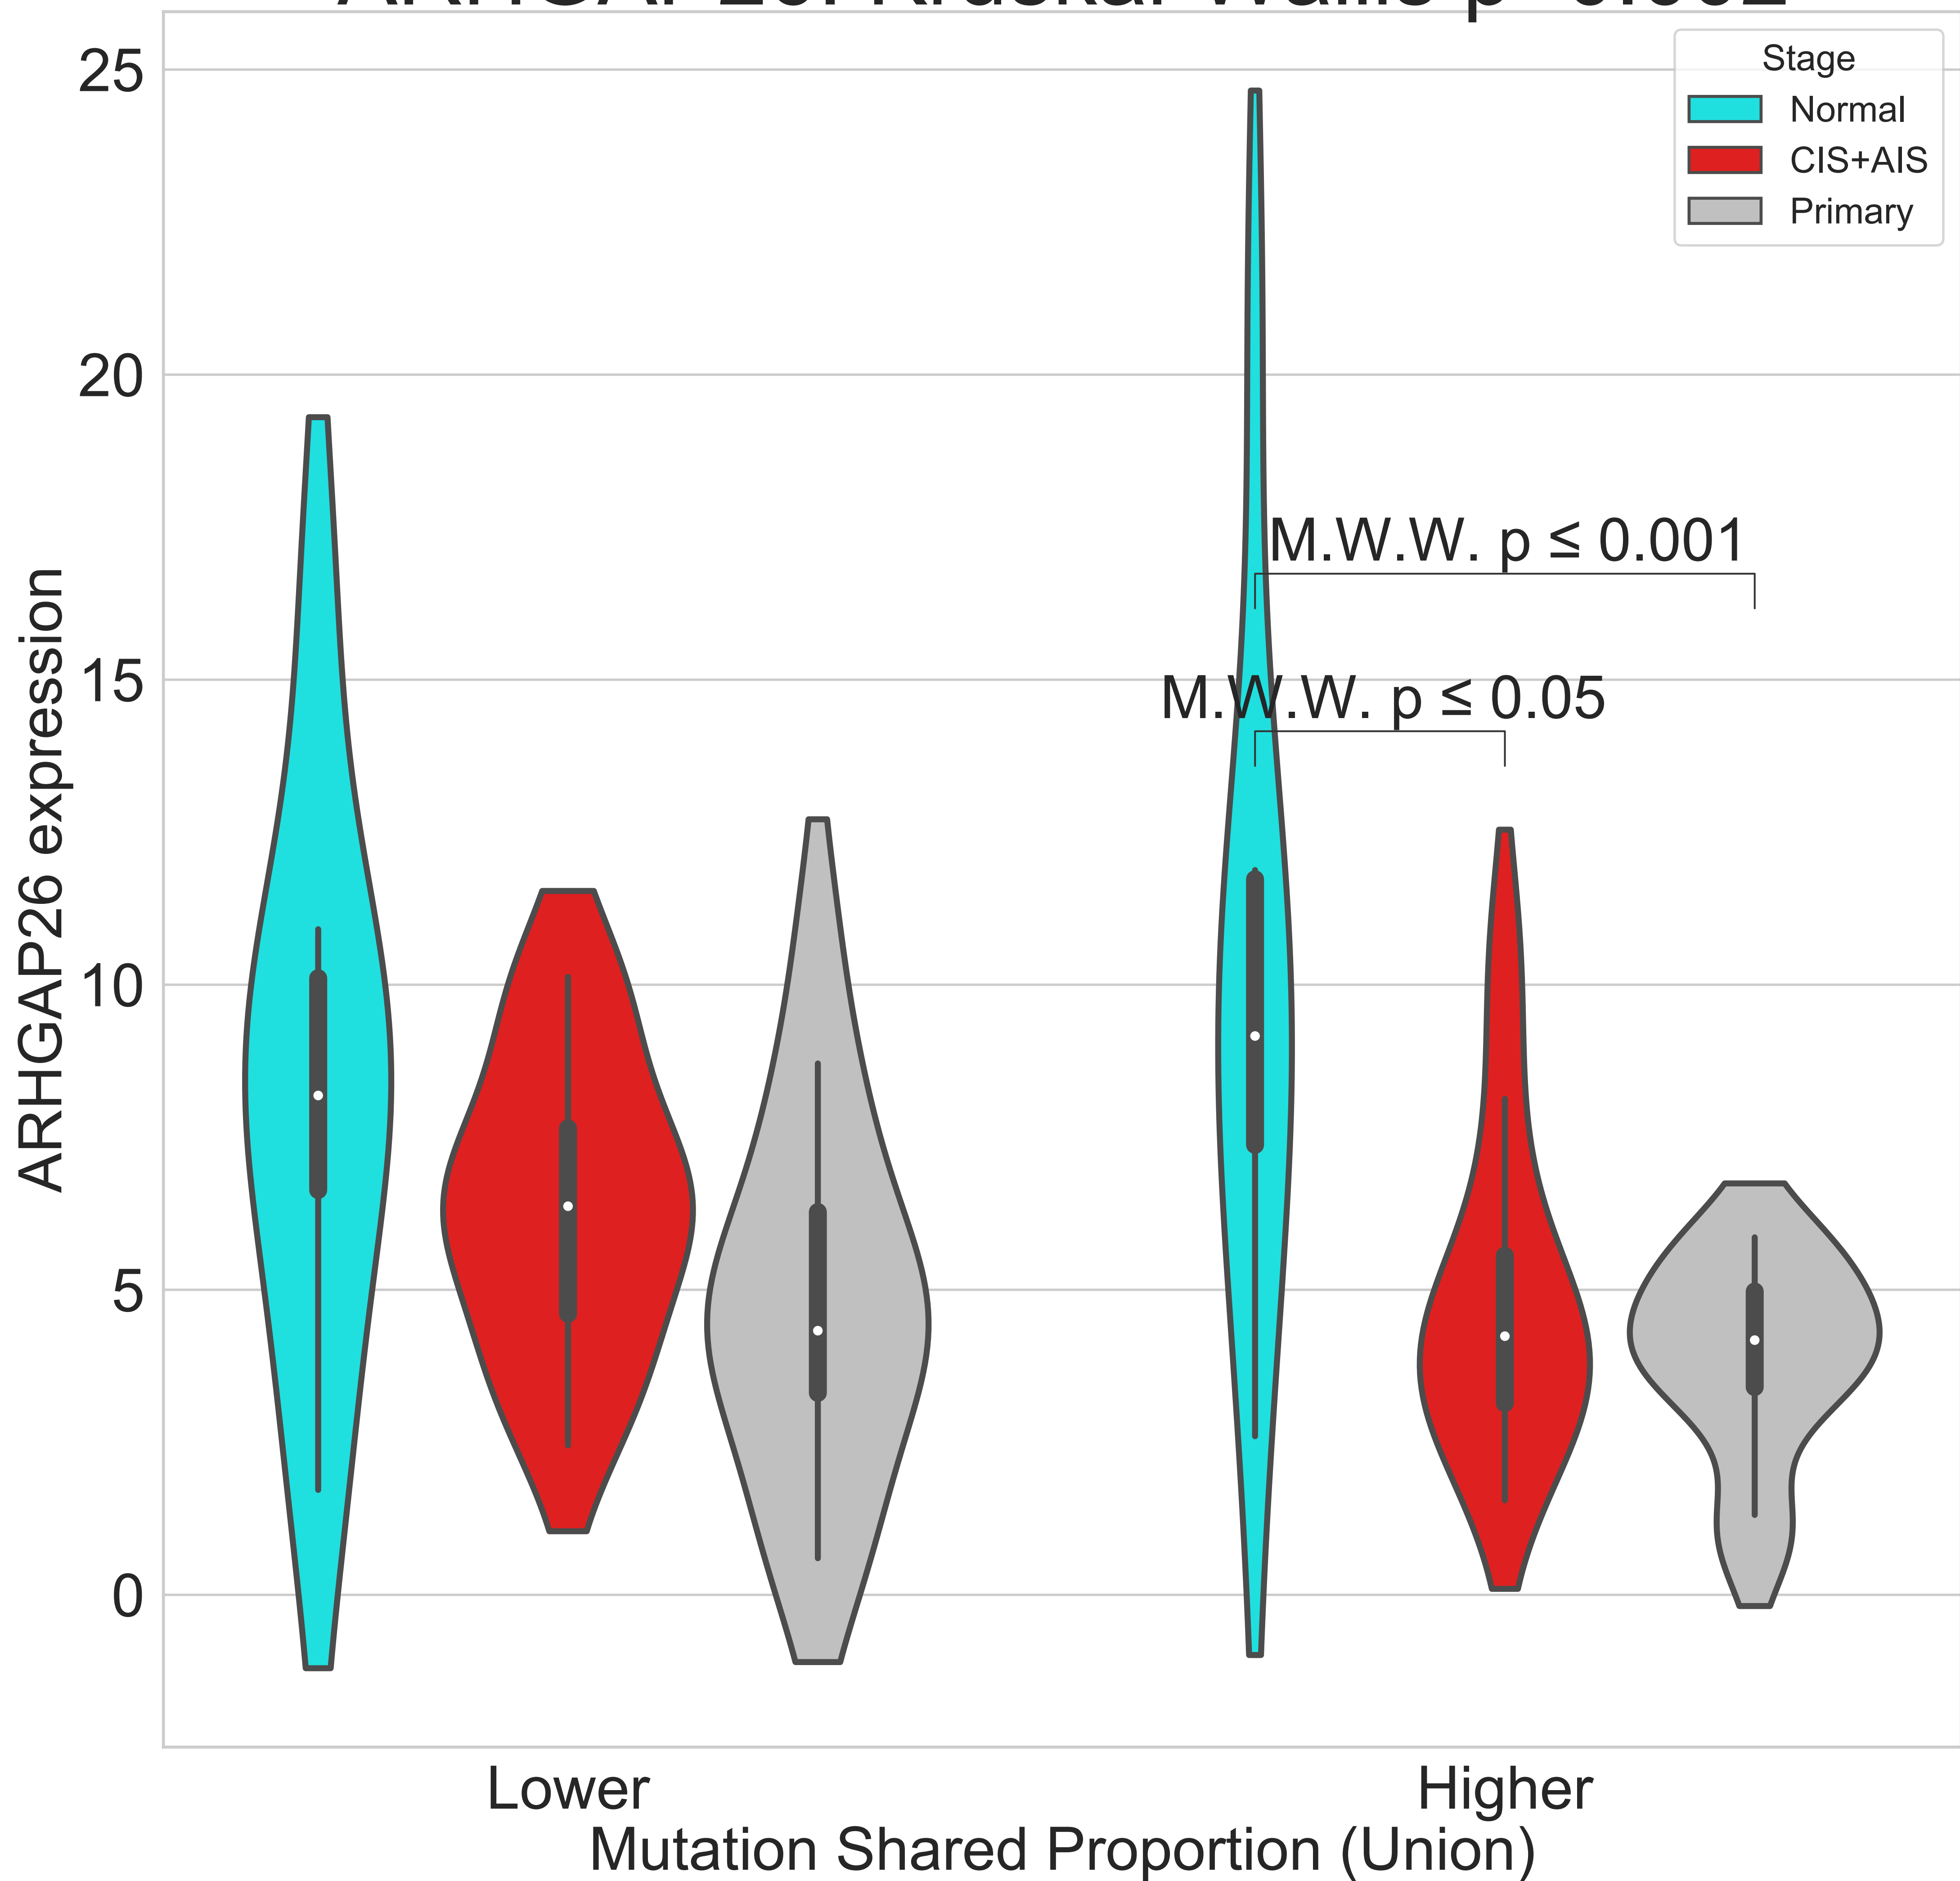 25
20
15
10
5
0
ARHGAP26 expression
Stage
Normal
CIS+AIS
Primary
M.W.W. p ≤ 0.001
M.W.W. p ≤ 0.05
Lower
Higher
Mutation Shared Proportion (Union)